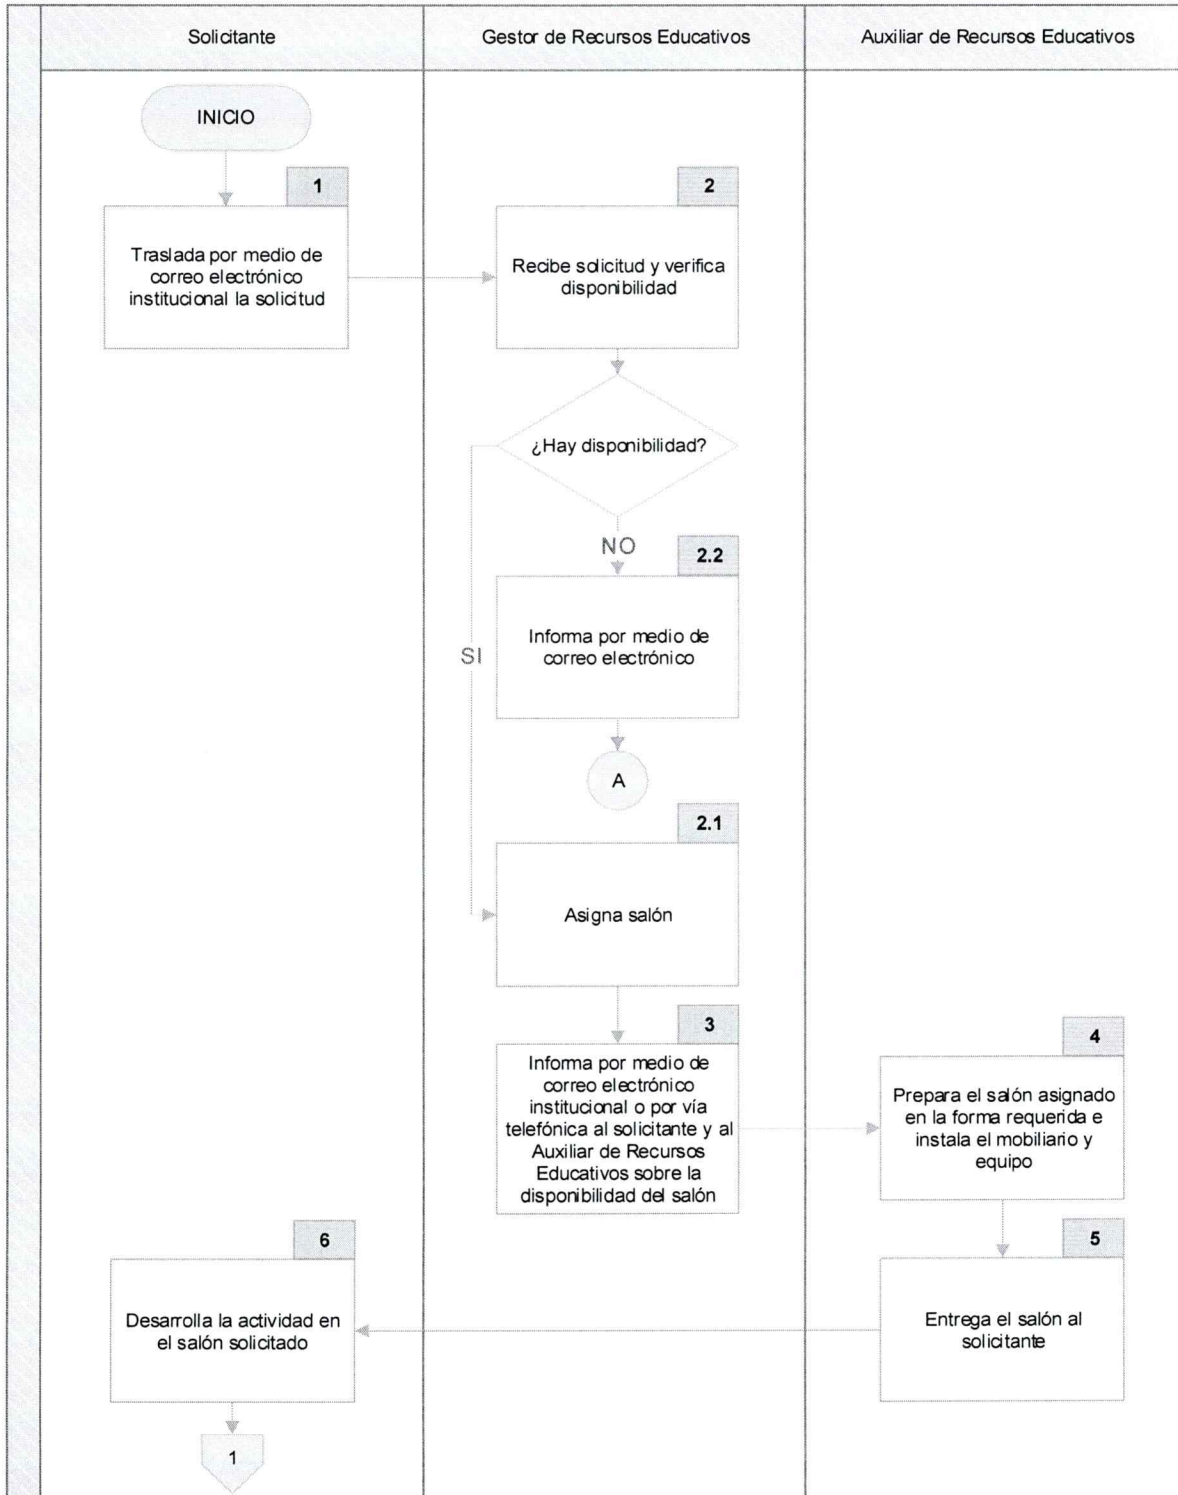 Solicitante
Gestor de Recursos Educativos
Auxiliar de Recursos Educativos
INICIO
1
Traslada por medio de
correo electrónico
institucional la solicitud
2
Recibe solicitud y verifica
disponibilidad
¿Hay disponibilidad?
NO
2.2
Informa por medio de
correo electrónico
SI
A
2.1
Asigna salón
3
Informa por medio de
correo electrónico
institucional o por vía
telefónica al solicitante y al
Auxiliar de Recursos
Educativos sobre la
disponibilidad del salón
4
Prepara el salón asignado
en la forma requerida e
instala el mobiliario y
equipo
5
Entrega el salón al
solicitante
6
Desarrolla la actividad en
el salón solicitado
1